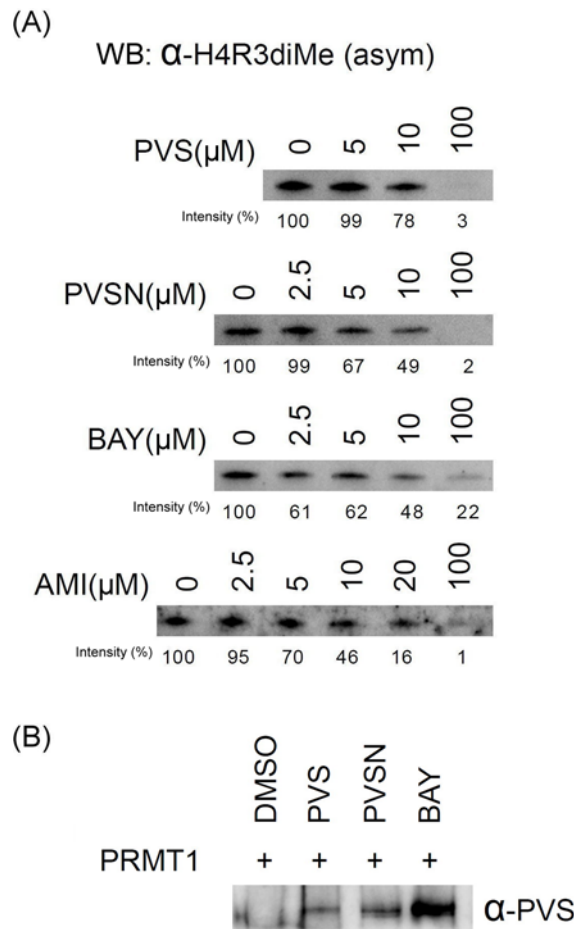 (A)
WB: α-H4R3diMe (asym)
PVS(μM) 0 5 10 100
Intensity (%) 100 99 78 3
PVSN(μM) 0 2.5 5 10 100
Intensity (%) 100 99 67 49 2
BAY(μM) 0 2.5 5 10 100
Intensity (%) 100 61 62 48 22
AMI(μM) 0 2.5 5 10 20 100
Intensity (%) 100 95 70 46 16 1
(B)
DMSO PVS PVSN BAY
PRMT1 + + + +
α-PVS